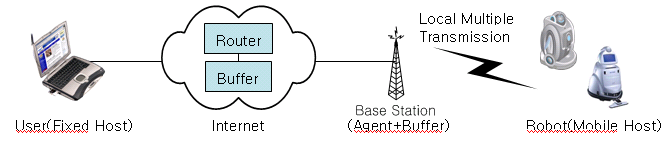 Local Multiple
Transmission
Router
Buffer
Base Station
User(Fixed Host)
Internet
(Agent+Buffer)
Robot(Mobile Host)